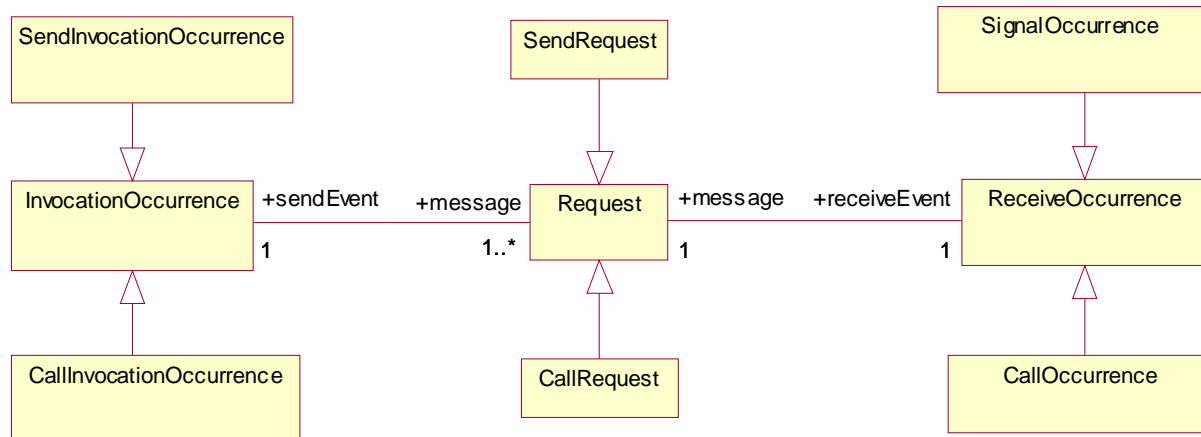 SendInvocationOccurrence
SendRequest
SignalOccurrence
InvocationOccurrence
+sendEvent
+message
Request
+message
+receiveEvent
ReceiveOccurrence
1
1..*
1
1
CallInvocationOccurrence
CallRequest
CallOccurrence